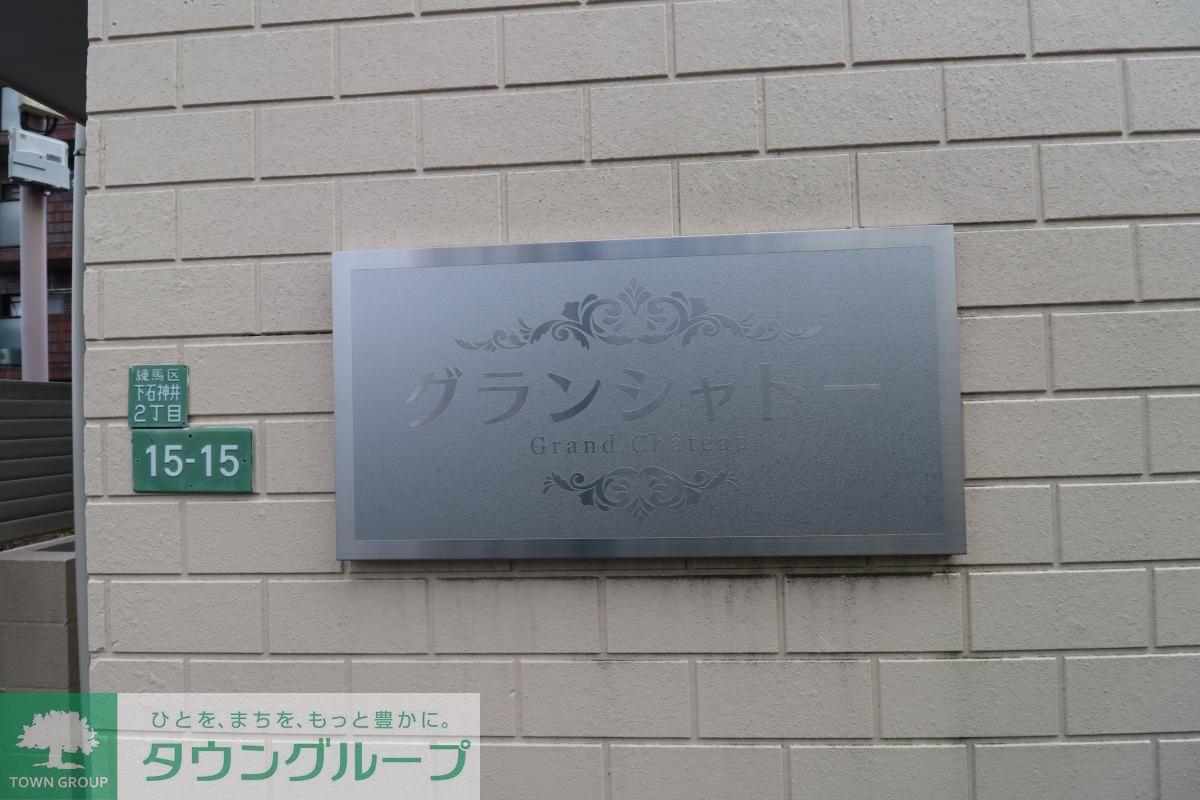 グランシャトー
Grand Château
練馬区
下石神井
2丁目
15-15
ひとを、まちを、もっと豊かに。
タウングループ
TOWN GROUP